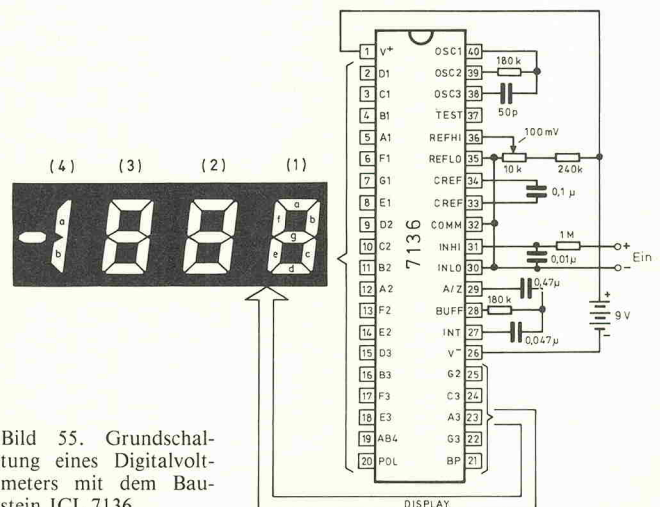 (4) (3) (2) (1)
a
b
a
f b
g
e c
d
1 V+
2 D1
3 C1
4 B1
5 A1
6 F1
7 G1
8 E1
9 D2
10 C2
11 B2
12 A2
13 F2
14 E2
15 D3
16 B3
17 F3
18 E3
19 AB4
20 POL
7136
OSC1 40
OSC2 39
OSC3 38
TEST 37
REFHI 36
REFLO 35
CREF 34
CREF 33
COMM 32
INHI 31
INLO 30
A/Z 29
BUFF 28
INT 27
V− 26
G2 25
C3 24
A3 23
G3 22
BP 21
180 k
50p
100 mV
10 k
240k
0,1 µ
1 M
+
0,01µ
Ein
−
0,47µ
180 k
0,047µ
+
9 V
−
DISPLAY
Bild 55. Grundschal-
tung eines Digitalvolt-
meters mit dem Bau-
stein ICL 7136